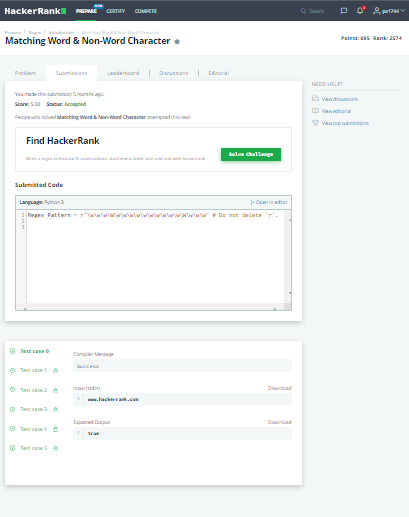 HackerRank
PREPARE
NEW
CERTIFY
COMPETE
Search
pa1744
Prepare > Regex > Introduction > Matching Word & Non-Word Character
Matching Word & Non-Word Character
Points: 695 Rank: 2574
Problem
Submissions
Leaderboard
Discussions
Editorial
You made this submission 5 months ago.
Score: 5.00 Status: Accepted
People who solved Matching Word & Non-Word Character attempted this next:
Find HackerRank
Write a regex to find out if conversations start/end or both start and end with hackerrank
Solve Challenge
NEED HELP?
View discussions
View editorial
View top submissions
Submitted Code
Language: Python 3
Open in editor
1
2
3
Regex_Pattern = # Do not delete 'r'.
Test case 0
Test case 1
Test case 2
Test case 3
Test case 4
Test case 5
Compiler Message
Success
Input (stdin)
Download
1 www.hackerrank.com
Expected Output
Download
1 true